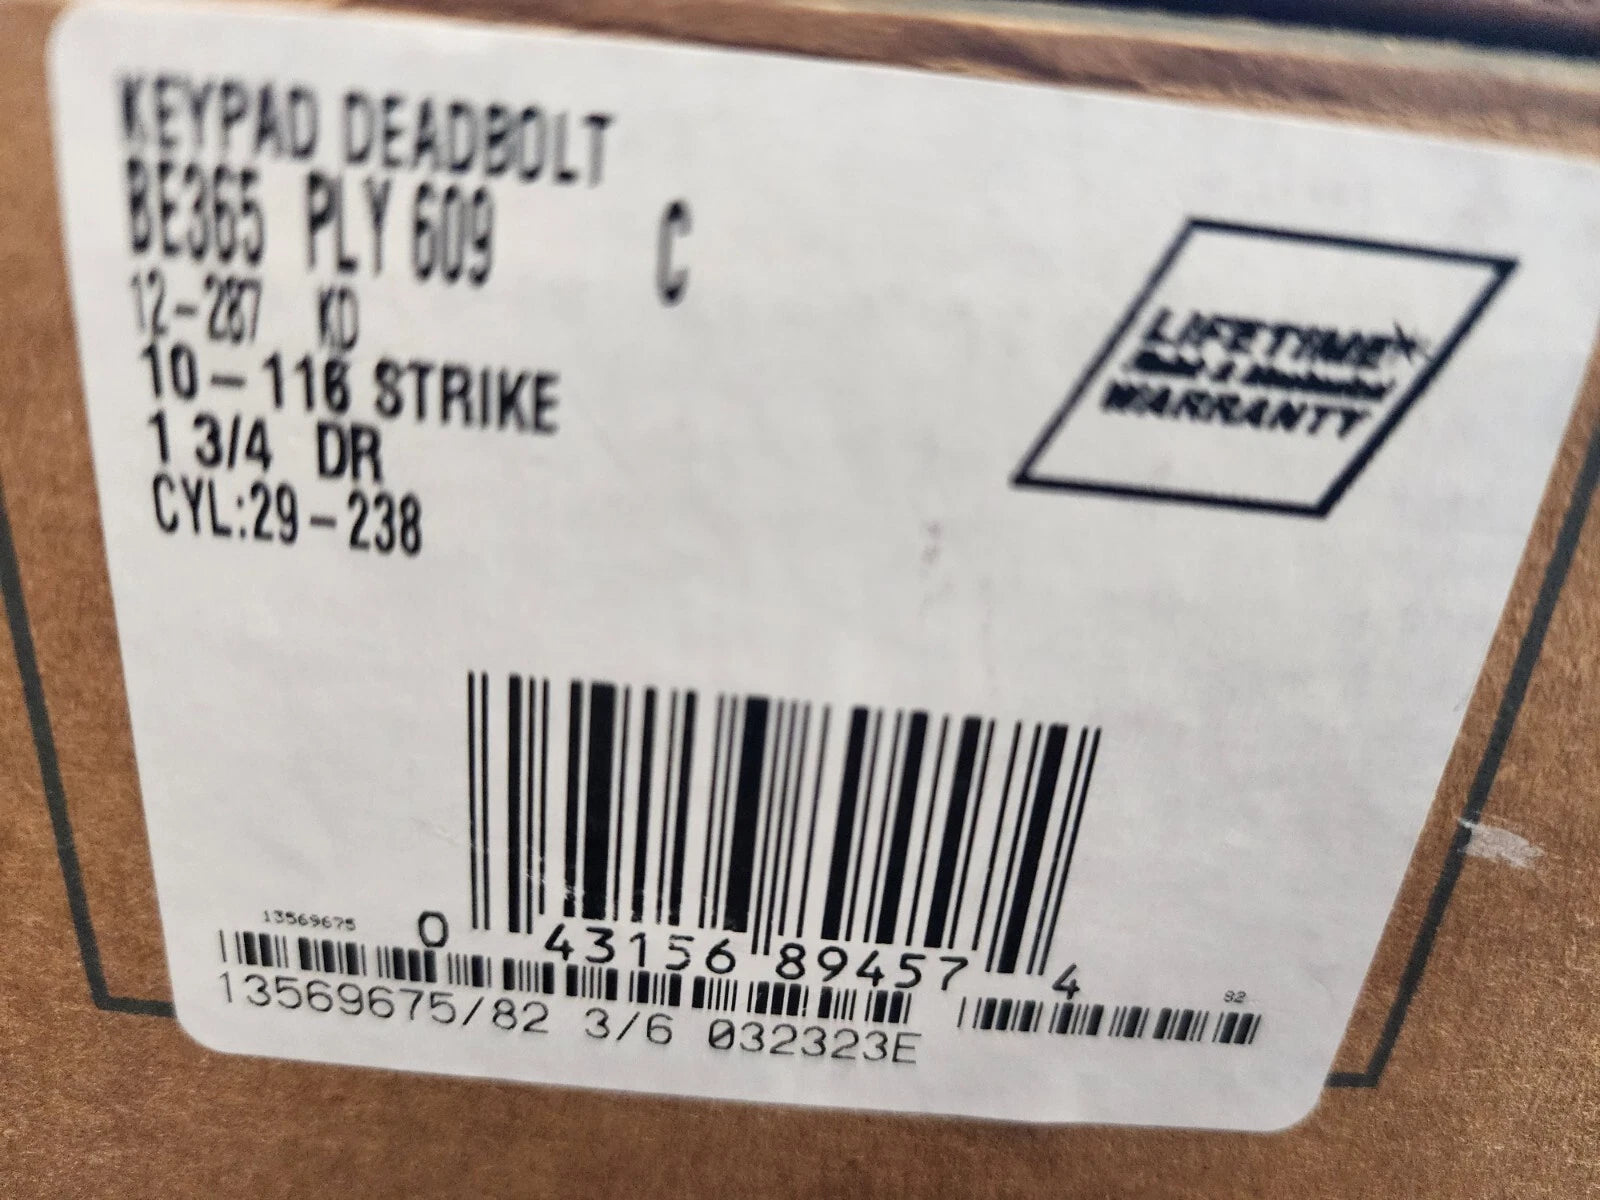 KEYPAD DEADBOLT
BE365 PLY 609 C
12-287 KD
10-116 STRIKE
1 3/4 DR
CYL:29-238
LIFETIME
WARRANTY
13569675
0 43156 89457 4
92
13569675/82 3/6 032323E